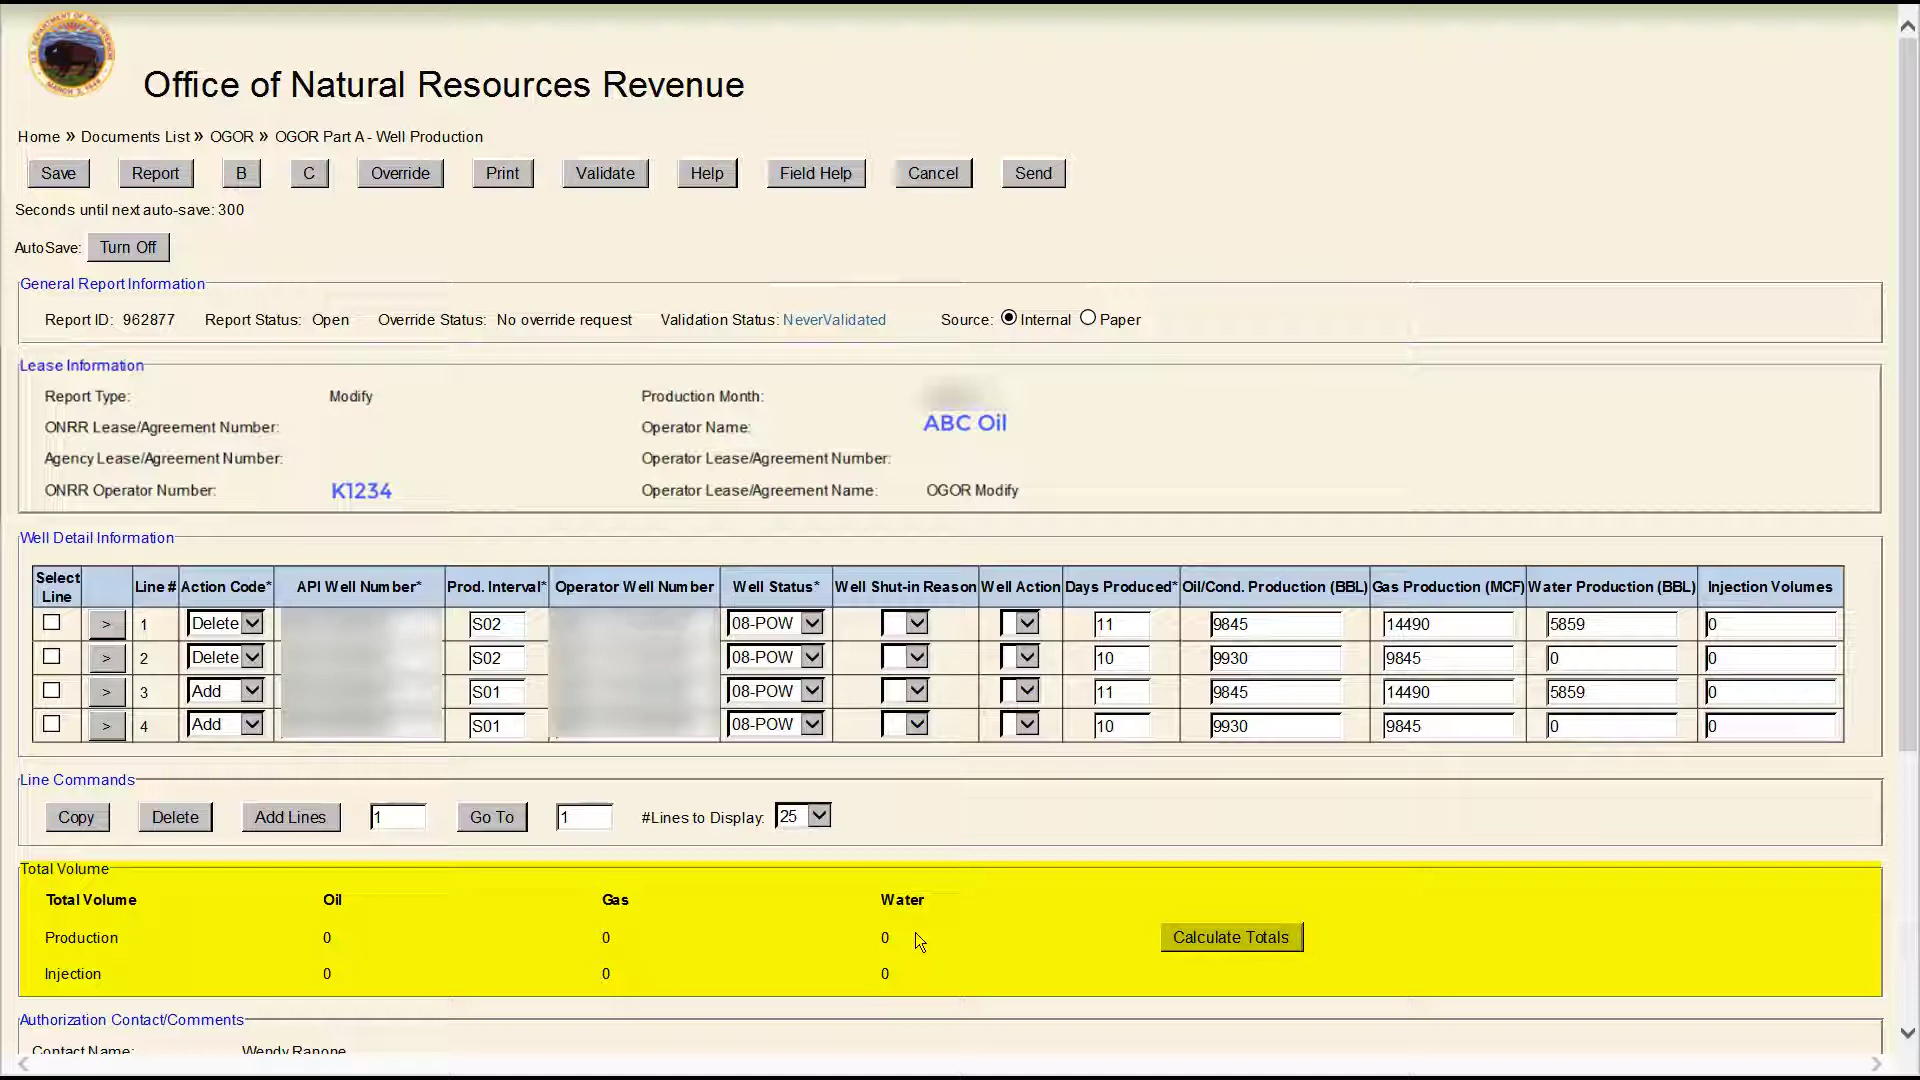 Office of Natural Resources Revenue
Home » Documents List » OGOR » OGOR Part A - Well Production
Save Report B C Override Print Validate Help Field Help Cancel Send
Seconds until next auto-save: 300
AutoSave: Turn Off
General Report Information
Report ID: 962877 Report Status: Open Override Status: No override request Validation Status: NeverValidated Source: Internal Paper
Lease Information
Report Type: Modify Production Month:
ONRR Lease/Agreement Number: Operator Name: ABC Oil
Agency Lease/Agreement Number: Operator Lease/Agreement Number:
ONRR Operator Number: K1234 Operator Lease/Agreement Name: OGOR Modify
Well Detail Information
Select Line Line # Action Code* API Well Number* Prod. Interval* Operator Well Number Well Status* Well Shut-in Reason Well Action Days Produced* Oil/Cond. Production (BBL) Gas Production (MCF) Water Production (BBL) Injection Volumes
> 1 Delete S02 08-POW 11 9845 14490 5859 0
> 2 Delete S02 08-POW 10 9930 9845 0 0
> 3 Add S01 08-POW 11 9845 14490 5859 0
> 4 Add S01 08-POW 10 9930 9845 0 0
Line Commands
Copy Delete Add Lines 1 Go To 1 #Lines to Display: 25
Total Volume
Total Volume Oil Gas Water
Production 0 0 0 Calculate Totals
Injection 0 0 0
Authorization Contact/Comments
Contact Name: Wendy Ranone